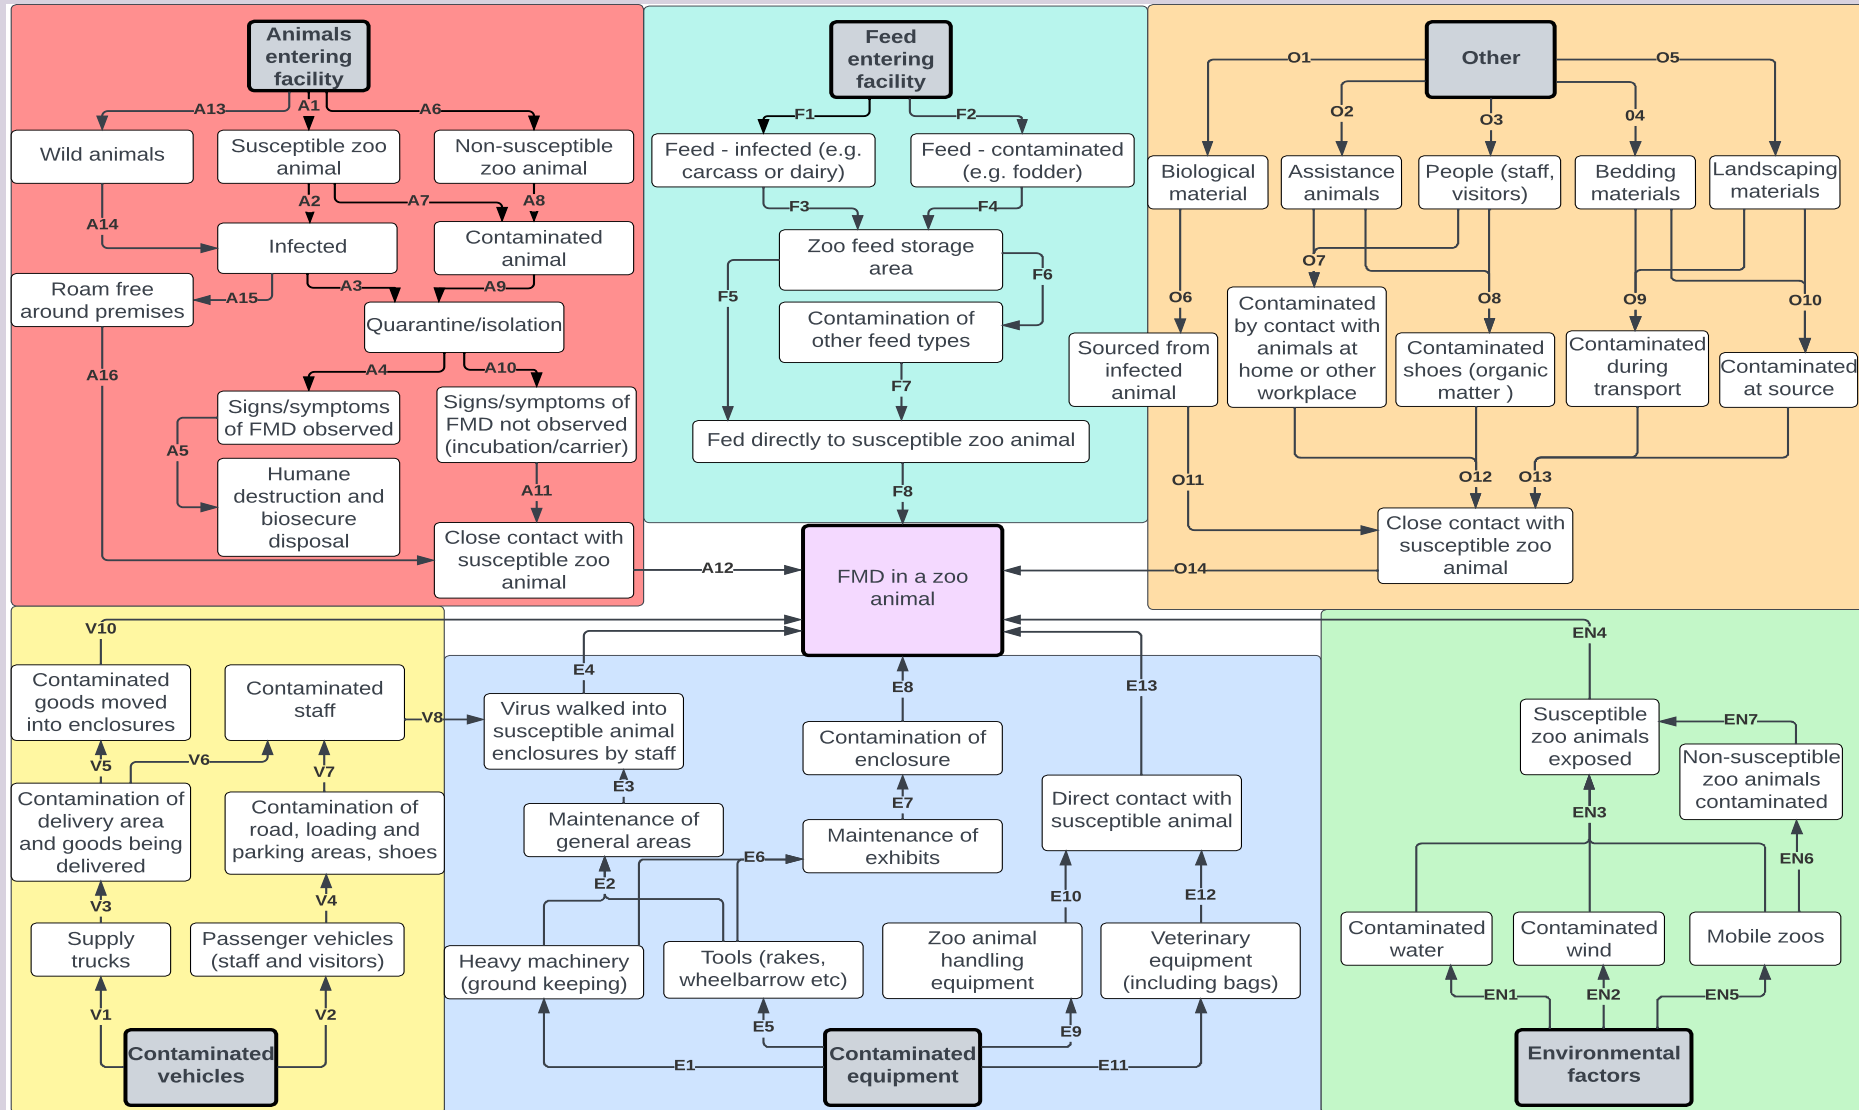 Animals
entering
facility
A13
A1
A6
Wild animals
Susceptible zoo
animal
Non-susceptible
zoo animal
A2
A7
A8
A14
Infected
Contaminated
animal
Roam free
around premises
A15
A3
A9
Quarantine/isolation
A16
A4
A10
Signs/symptoms
of FMD observed
Signs/symptoms of
FMD not observed
(incubation/carrier)
A5
Humane
destruction and
biosecure
disposal
A11
Close contact with
susceptible zoo
animal
A12
Feed
entering
facility
F1
F2
Feed - infected (e.g.
carcass or dairy)
Feed - contaminated
(e.g. fodder)
F3
F4
Zoo feed storage
area
F5
F6
Contamination of
other feed types
F7
Fed directly to susceptible zoo animal
F8
FMD in a zoo
animal
Other
O1
O5
O2
O3
04
Biological
material
Assistance
animals
People (staff,
visitors)
Bedding
materials
Landscaping
materials
O7
O6
O8
O9
O10
Sourced from
infected
animal
Contaminated
by contact with
animals at
home or other
workplace
Contaminated
shoes (organic
matter )
Contaminated
during
transport
Contaminated
at source
O11
O12
O13
Close contact with
susceptible zoo
animal
O14
V10
Contaminated
goods moved
into enclosures
Contaminated
staff
V8
V5
V6
V7
Contamination of
delivery area
and goods being
delivered
Contamination of
road, loading and
parking areas, shoes
V3
V4
Supply
trucks
Passenger vehicles
(staff and visitors)
V1
V2
Contaminated
vehicles
E4
E8
E13
Virus walked into
susceptible animal
enclosures by staff
Contamination of
enclosure
E3
E7
Direct contact with
susceptible animal
Maintenance of
general areas
Maintenance of
exhibits
E6
E2
E10
E12
Heavy machinery
(ground keeping)
Tools (rakes,
wheelbarrow etc)
Zoo animal
handling
equipment
Veterinary
equipment
(including bags)
E5
E9
E1
E11
Contaminated
equipment
EN4
Susceptible
zoo animals
exposed
EN7
Non-susceptible
zoo animals
contaminated
EN3
EN6
Contaminated
water
Contaminated
wind
Mobile zoos
EN1
EN2
EN5
Environmental
factors